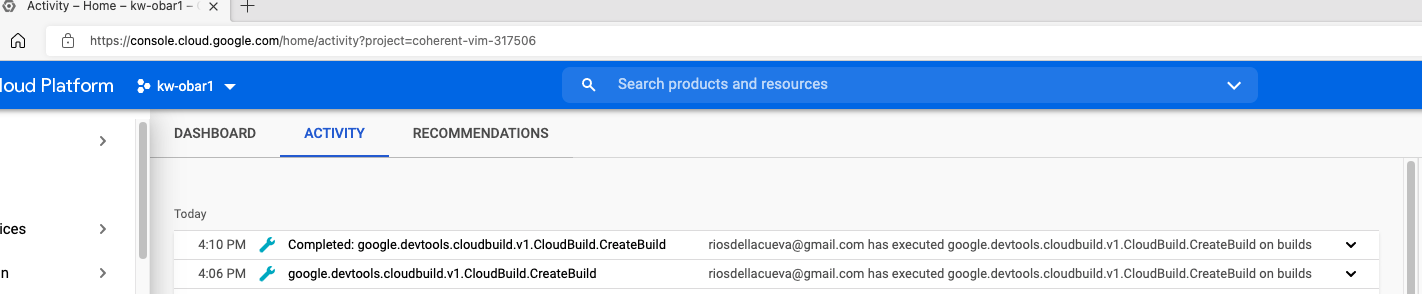 Activity – Home – kw-obar1 –
https://console.cloud.google.com/home/activity?project=coherent-vim-317506
loud Platform kw-obar1 Search products and resources
DASHBOARD ACTIVITY RECOMMENDATIONS
Today
ices
4:10 PM Completed: google.devtools.cloudbuild.v1.CloudBuild.CreateBuild riosdellacueva@gmail.com has executed google.devtools.cloudbuild.v1.CloudBuild.CreateBuild on builds
n
4:06 PM google.devtools.cloudbuild.v1.CloudBuild.CreateBuild riosdellacueva@gmail.com has executed google.devtools.cloudbuild.v1.CloudBuild.CreateBuild on builds